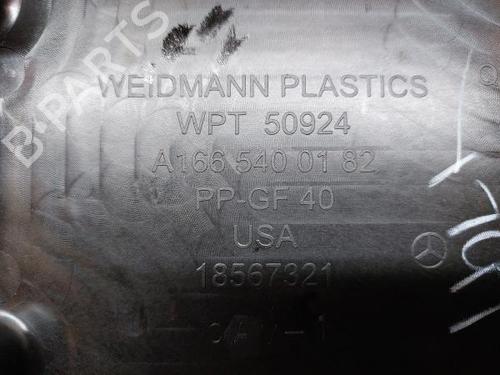 WEIDMANN PLASTICS
WPT 50924
A166 540 01 82
PP-GF 40
USA
18567321
B-PARTS